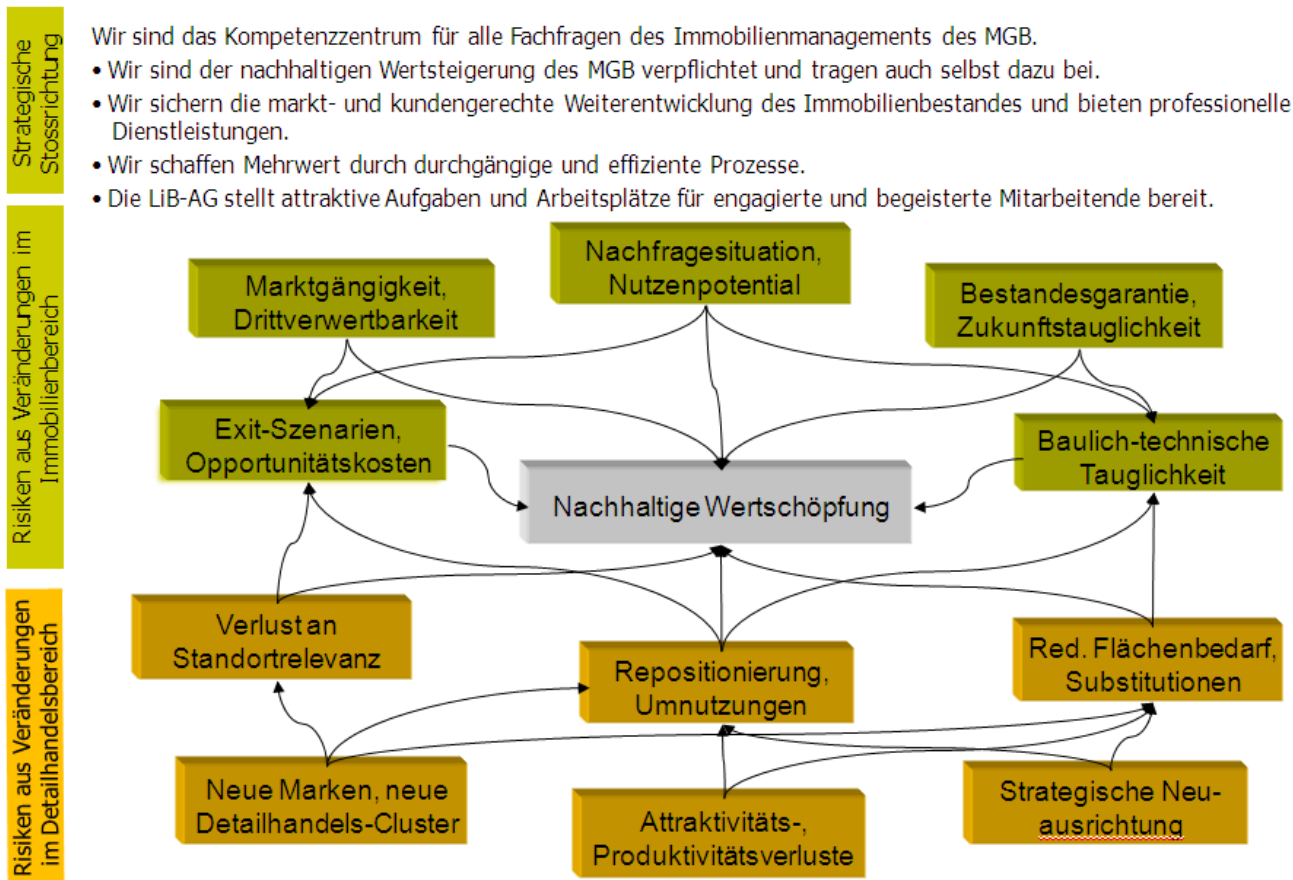 Strategische
Stossrichtung
Wir sind das Kompetenzzentrum für alle Fachfragen des Immobilienmanagements des MGB.
• Wir sind der nachhaltigen Wertsteigerung des MGB verpflichtet und tragen auch selbst dazu bei.
• Wir sichern die markt- und kundengerechte Weiterentwicklung des Immobilienbestandes und bieten professionelle
Dienstleistungen.
• Wir schaffen Mehrwert durch durchgängige und effiziente Prozesse.
• Die LiB-AG stellt attraktive Aufgaben und Arbeitsplätze für engagierte und begeisterte Mitarbeitende bereit.
Risiken aus Veränderungen im
Immobilienbereich
Marktgängigkeit,
Drittverwertbarkeit
Nachfragesituation,
Nutzenpotential
Bestandesgarantie,
Zukunftstauglichkeit
Exit-Szenarien,
Opportunitätskosten
Nachhaltige Wertschöpfung
Baulich-technische
Tauglichkeit
Risiken aus Veränderungen
im Detailhandelsbereich
Verlust an
Standortrelevanz
Repositionierung,
Umnutzungen
Red. Flächenbedarf,
Substitutionen
Neue Marken, neue
Detailhandels-Cluster
Attraktivitäts-,
Produktivitätsverluste
Strategische Neu-
ausrichtung